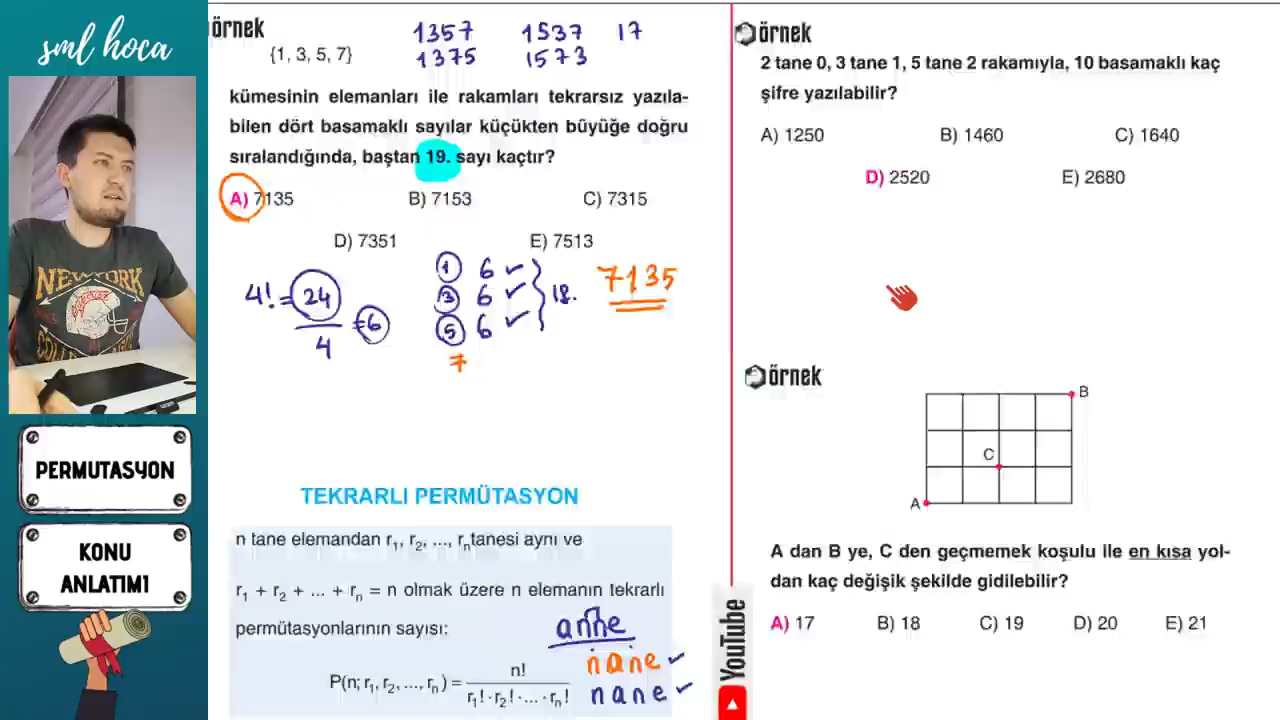 sml hoca
NEW YORK
PERMUTASYON
KONU
ANLATIMI
örnek
{1, 3, 5, 7}
1357 1537 17
1375 1573
kümesinin elemanları ile rakamları tekrarsız yazıla-
bilen dört basamaklı sayılar küçükten büyüğe doğru
sıralandığında, baştan 19. sayı kaçtır?
A) 7135 B) 7153 C) 7315
D) 7351 E) 7513
4! = 24
4
=6
1 6
3 6
5 6
7
18.
7135
TEKRARLI PERMÜTASYON
n tane elemandan r1, r2, ..., rn tanesi aynı ve
r1 + r2 + ... + rn = n olmak üzere n elemanın tekrarlı
permütasyonlarının sayısı:
anne
nane
nane
P(n; r1, r2, ..., rn) = n! / r1! · r2! · ... · rn!
YouTube
örnek
2 tane 0, 3 tane 1, 5 tane 2 rakamıyla, 10 basamaklı kaç
şifre yazılabilir?
A) 1250 B) 1460 C) 1640
D) 2520 E) 2680
örnek
B
C
A
A dan B ye, C den geçmemek koşulu ile en kısa yol-
dan kaç değişik şekilde gidilebilir?
A) 17 B) 18 C) 19 D) 20 E) 21